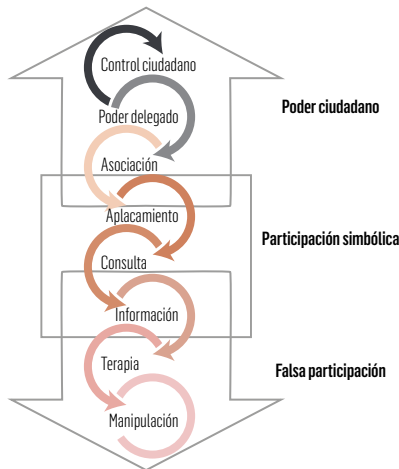 Control ciudadano
Poder delegado
Poder ciudadano
Asociación
Aplacamiento
Participación simbólica
Consulta
Información
Terapia
Falsa participación
Manipulación